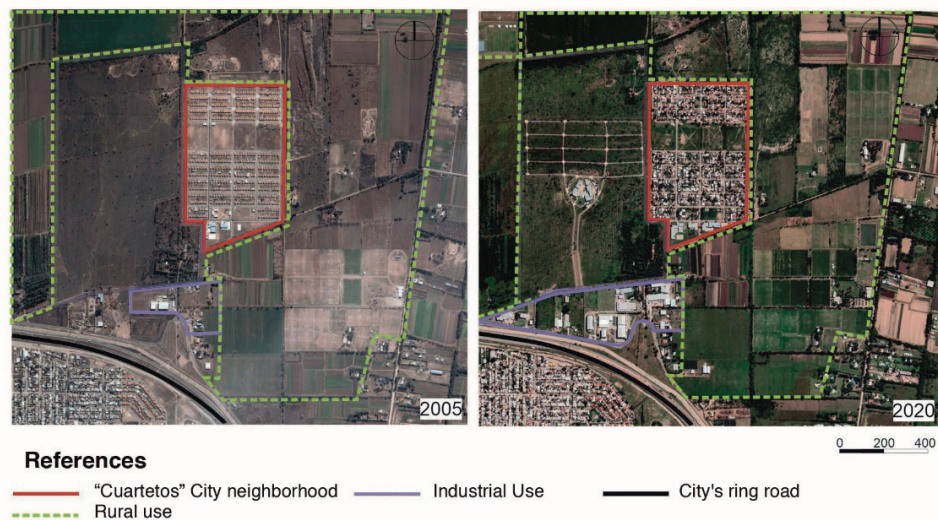 2005
2020
0 200 400
References
"Cuartetos" City neighborhood Industrial Use City's ring road
Rural use